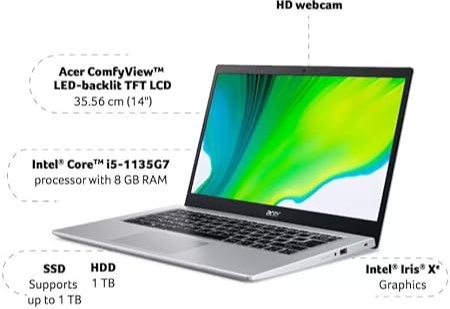 HD webcam
Acer ComfyView™
LED-backlit TFT LCD
35.56 cm (14")
Intel® Core™ i5-1135G7
processor with 8 GB RAM
acer
SSD
Supports
up to 1 TB
HDD
1 TB
Intel® Iris® Xᵉ
Graphics